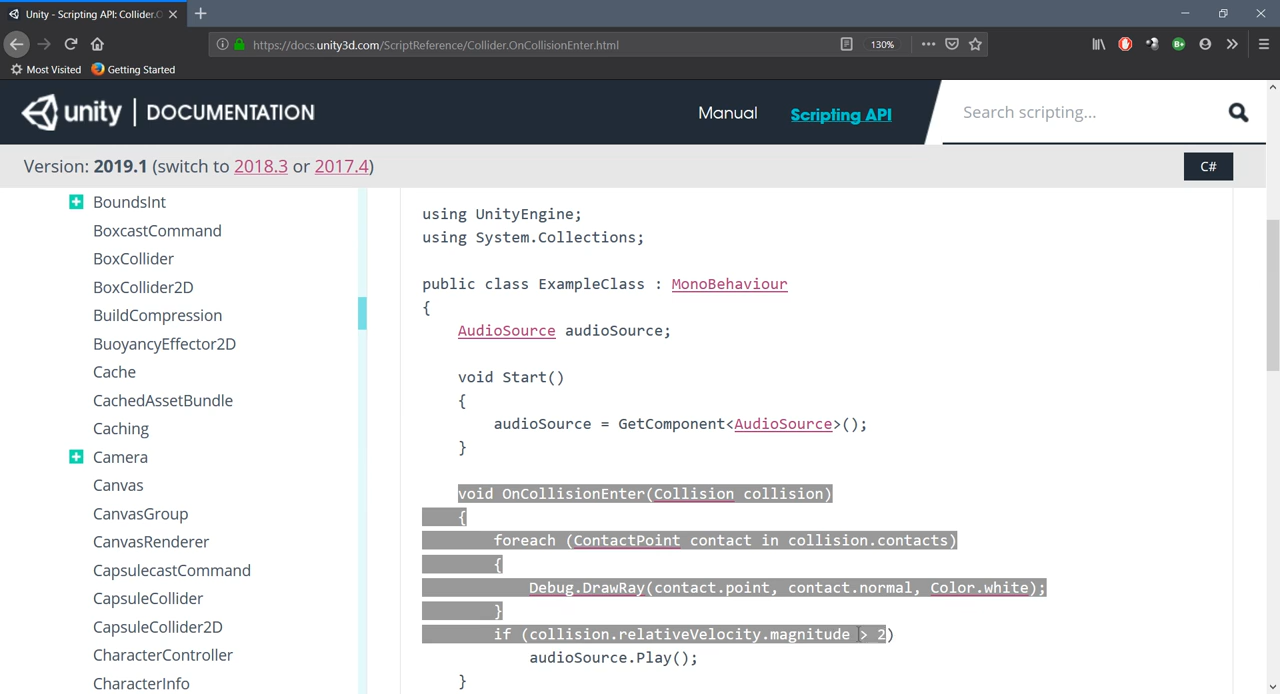 Unity - Scripting API: Collider.O
https://docs.unity3d.com/ScriptReference/Collider.OnCollisionEnter.html
130%
Most Visited
Getting Started
unity | DOCUMENTATION
Manual
Scripting API
Search scripting...
Version: 2019.1 (switch to 2018.3 or 2017.4)
C#
BoundsInt
BoxcastCommand
BoxCollider
BoxCollider2D
BuildCompression
BuoyancyEffector2D
Cache
CachedAssetBundle
Caching
Camera
Canvas
CanvasGroup
CanvasRenderer
CapsulecastCommand
CapsuleCollider
CapsuleCollider2D
CharacterController
CharacterInfo
using UnityEngine;
using System.Collections;
public class ExampleClass : MonoBehaviour
{
AudioSource audioSource;
void Start()
{
audioSource = GetComponent<AudioSource>();
}
void OnCollisionEnter(Collision collision)
{
foreach (ContactPoint contact in collision.contacts)
{
Debug.DrawRay(contact.point, contact.normal, Color.white);
}
if (collision.relativeVelocity.magnitude > 2)
audioSource.Play();
}